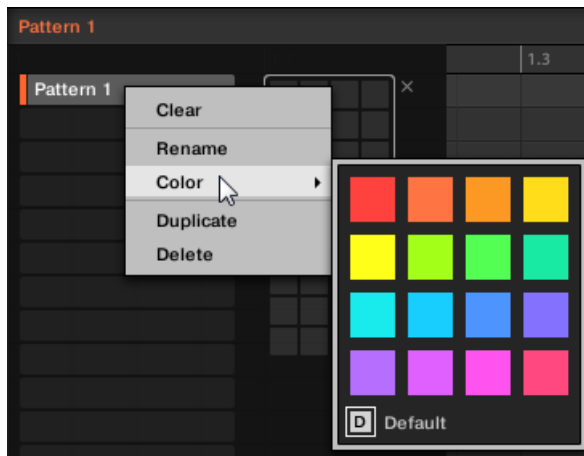 Pattern 1
1.3
Pattern 1
Clear
Rename
Color
Duplicate
Delete
D Default